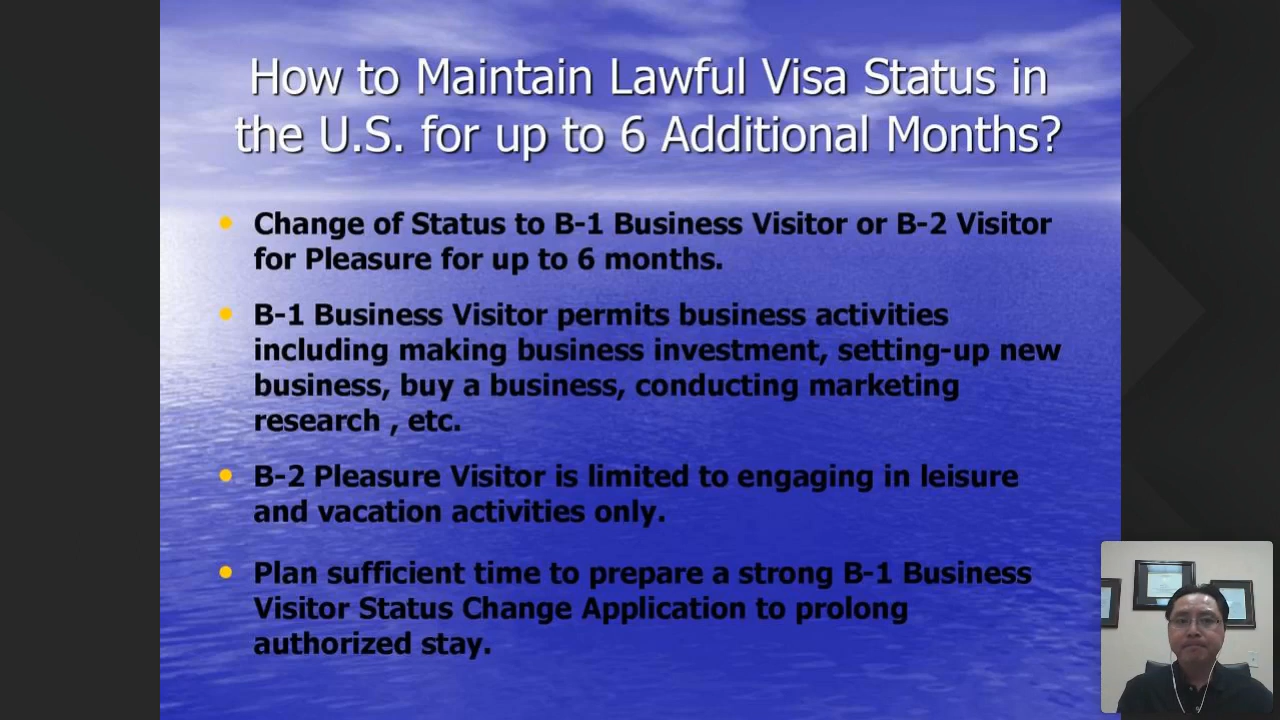 How to Maintain Lawful Visa Status in
the U.S. for up to 6 Additional Months?
Change of Status to B-1 Business Visitor or B-2 Visitor
for Pleasure for up to 6 months.
B-1 Business Visitor permits business activities
including making business investment, setting-up new
business, buy a business, conducting marketing
research , etc.
B-2 Pleasure Visitor is limited to engaging in leisure
and vacation activities only.
Plan sufficient time to prepare a strong B-1 Business
Visitor Status Change Application to prolong
authorized stay.